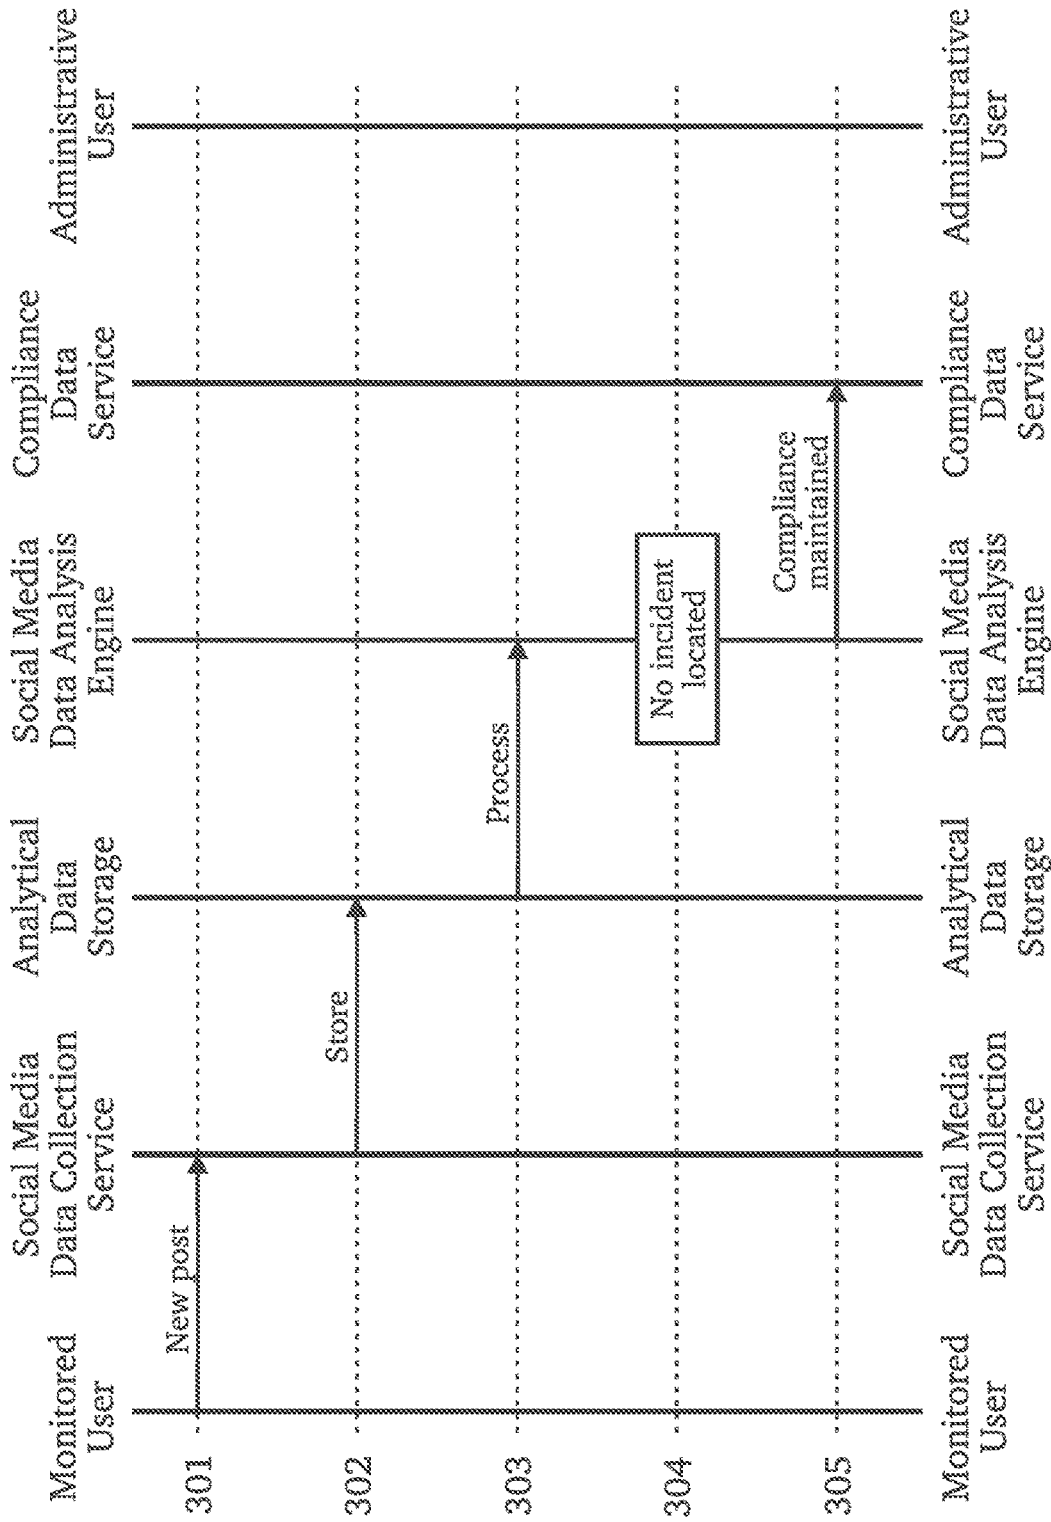 Monitored
User
Social Media
Data Collection
Service
Analytical
Data
Storage
Social Media
Data Analysis
Engine
Compliance
Data
Service
Administrative
User
301
New post
302
Store
303
Process
304
No incident
located
305
Compliance
maintained
Monitored
User
Social Media
Data Collection
Service
Analytical
Data
Storage
Social Media
Data Analysis
Engine
Compliance
Data
Service
Administrative
User